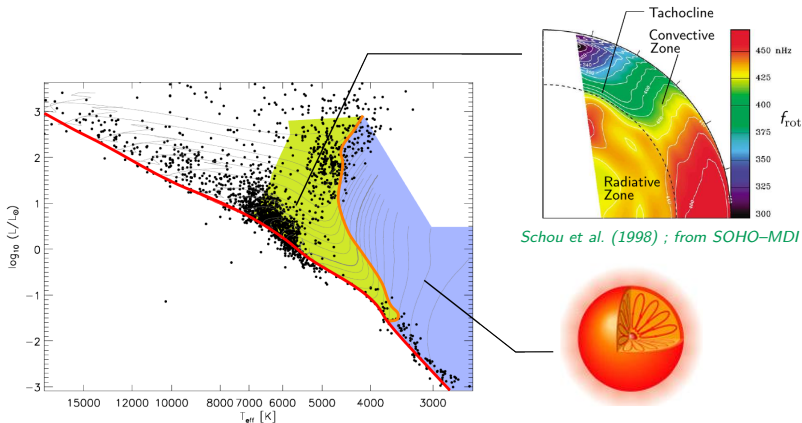 Tachocline
Convective
Zone
450 nHz
425
400
375
350
325
300
f_rot
Radiative
Zone
Schou et al. (1998) ; from SOHO–MDI
log₁₀ (L/L☉)
3
2
1
0
−1
−2
−3
15000 12000 10000 8000 7000 6000 5000 4000 3000
T_eff [K]